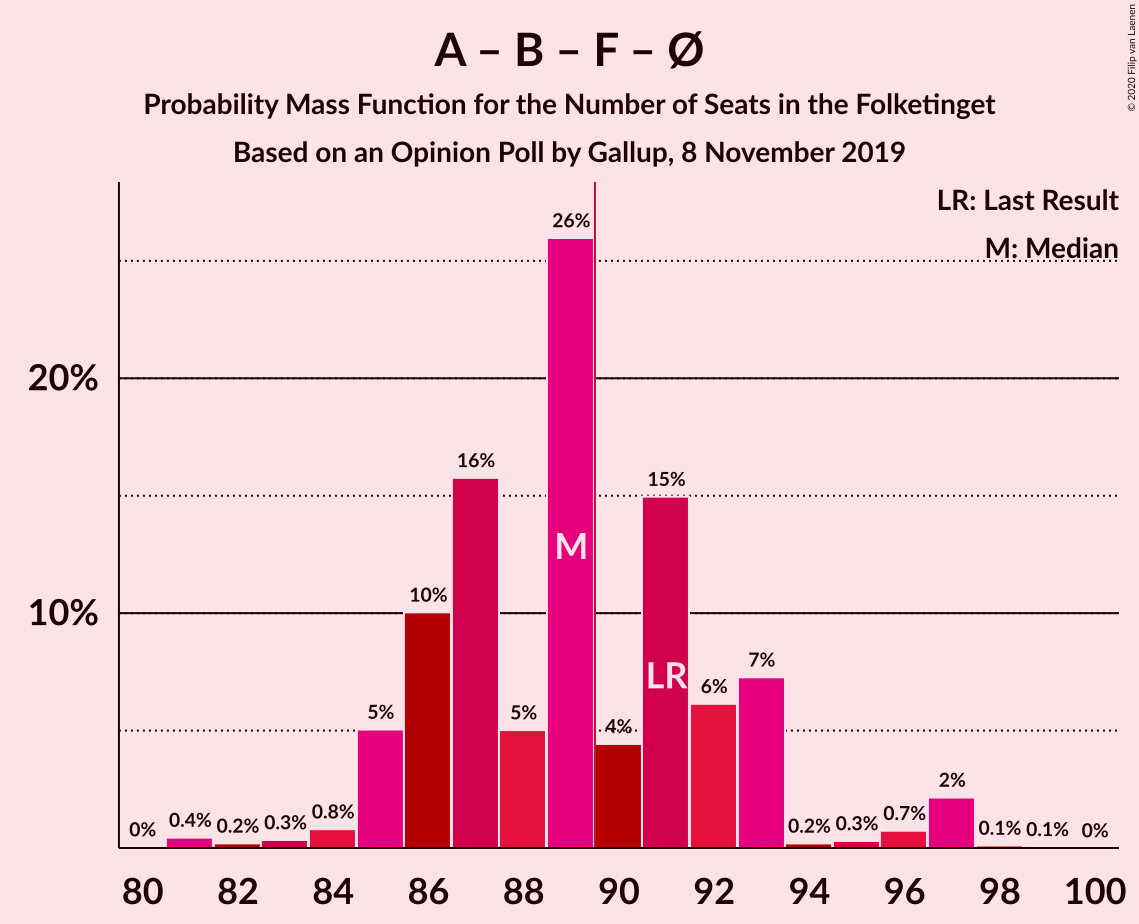 A – B – F – Ø
Probability Mass Function for the Number of Seats in the Folketinget
Based on an Opinion Poll by Gallup, 8 November 2019
© 2020 Filip van Laenen
LR: Last Result
M: Median
20%
10%
0%
0.4%
0.2%
0.3%
0.8%
5%
10%
16%
5%
26%
4%
15%
6%
7%
0.2%
0.3%
0.7%
2%
0.1%
0.1%
0%
M
LR
80 82 84 86 88 90 92 94 96 98 100